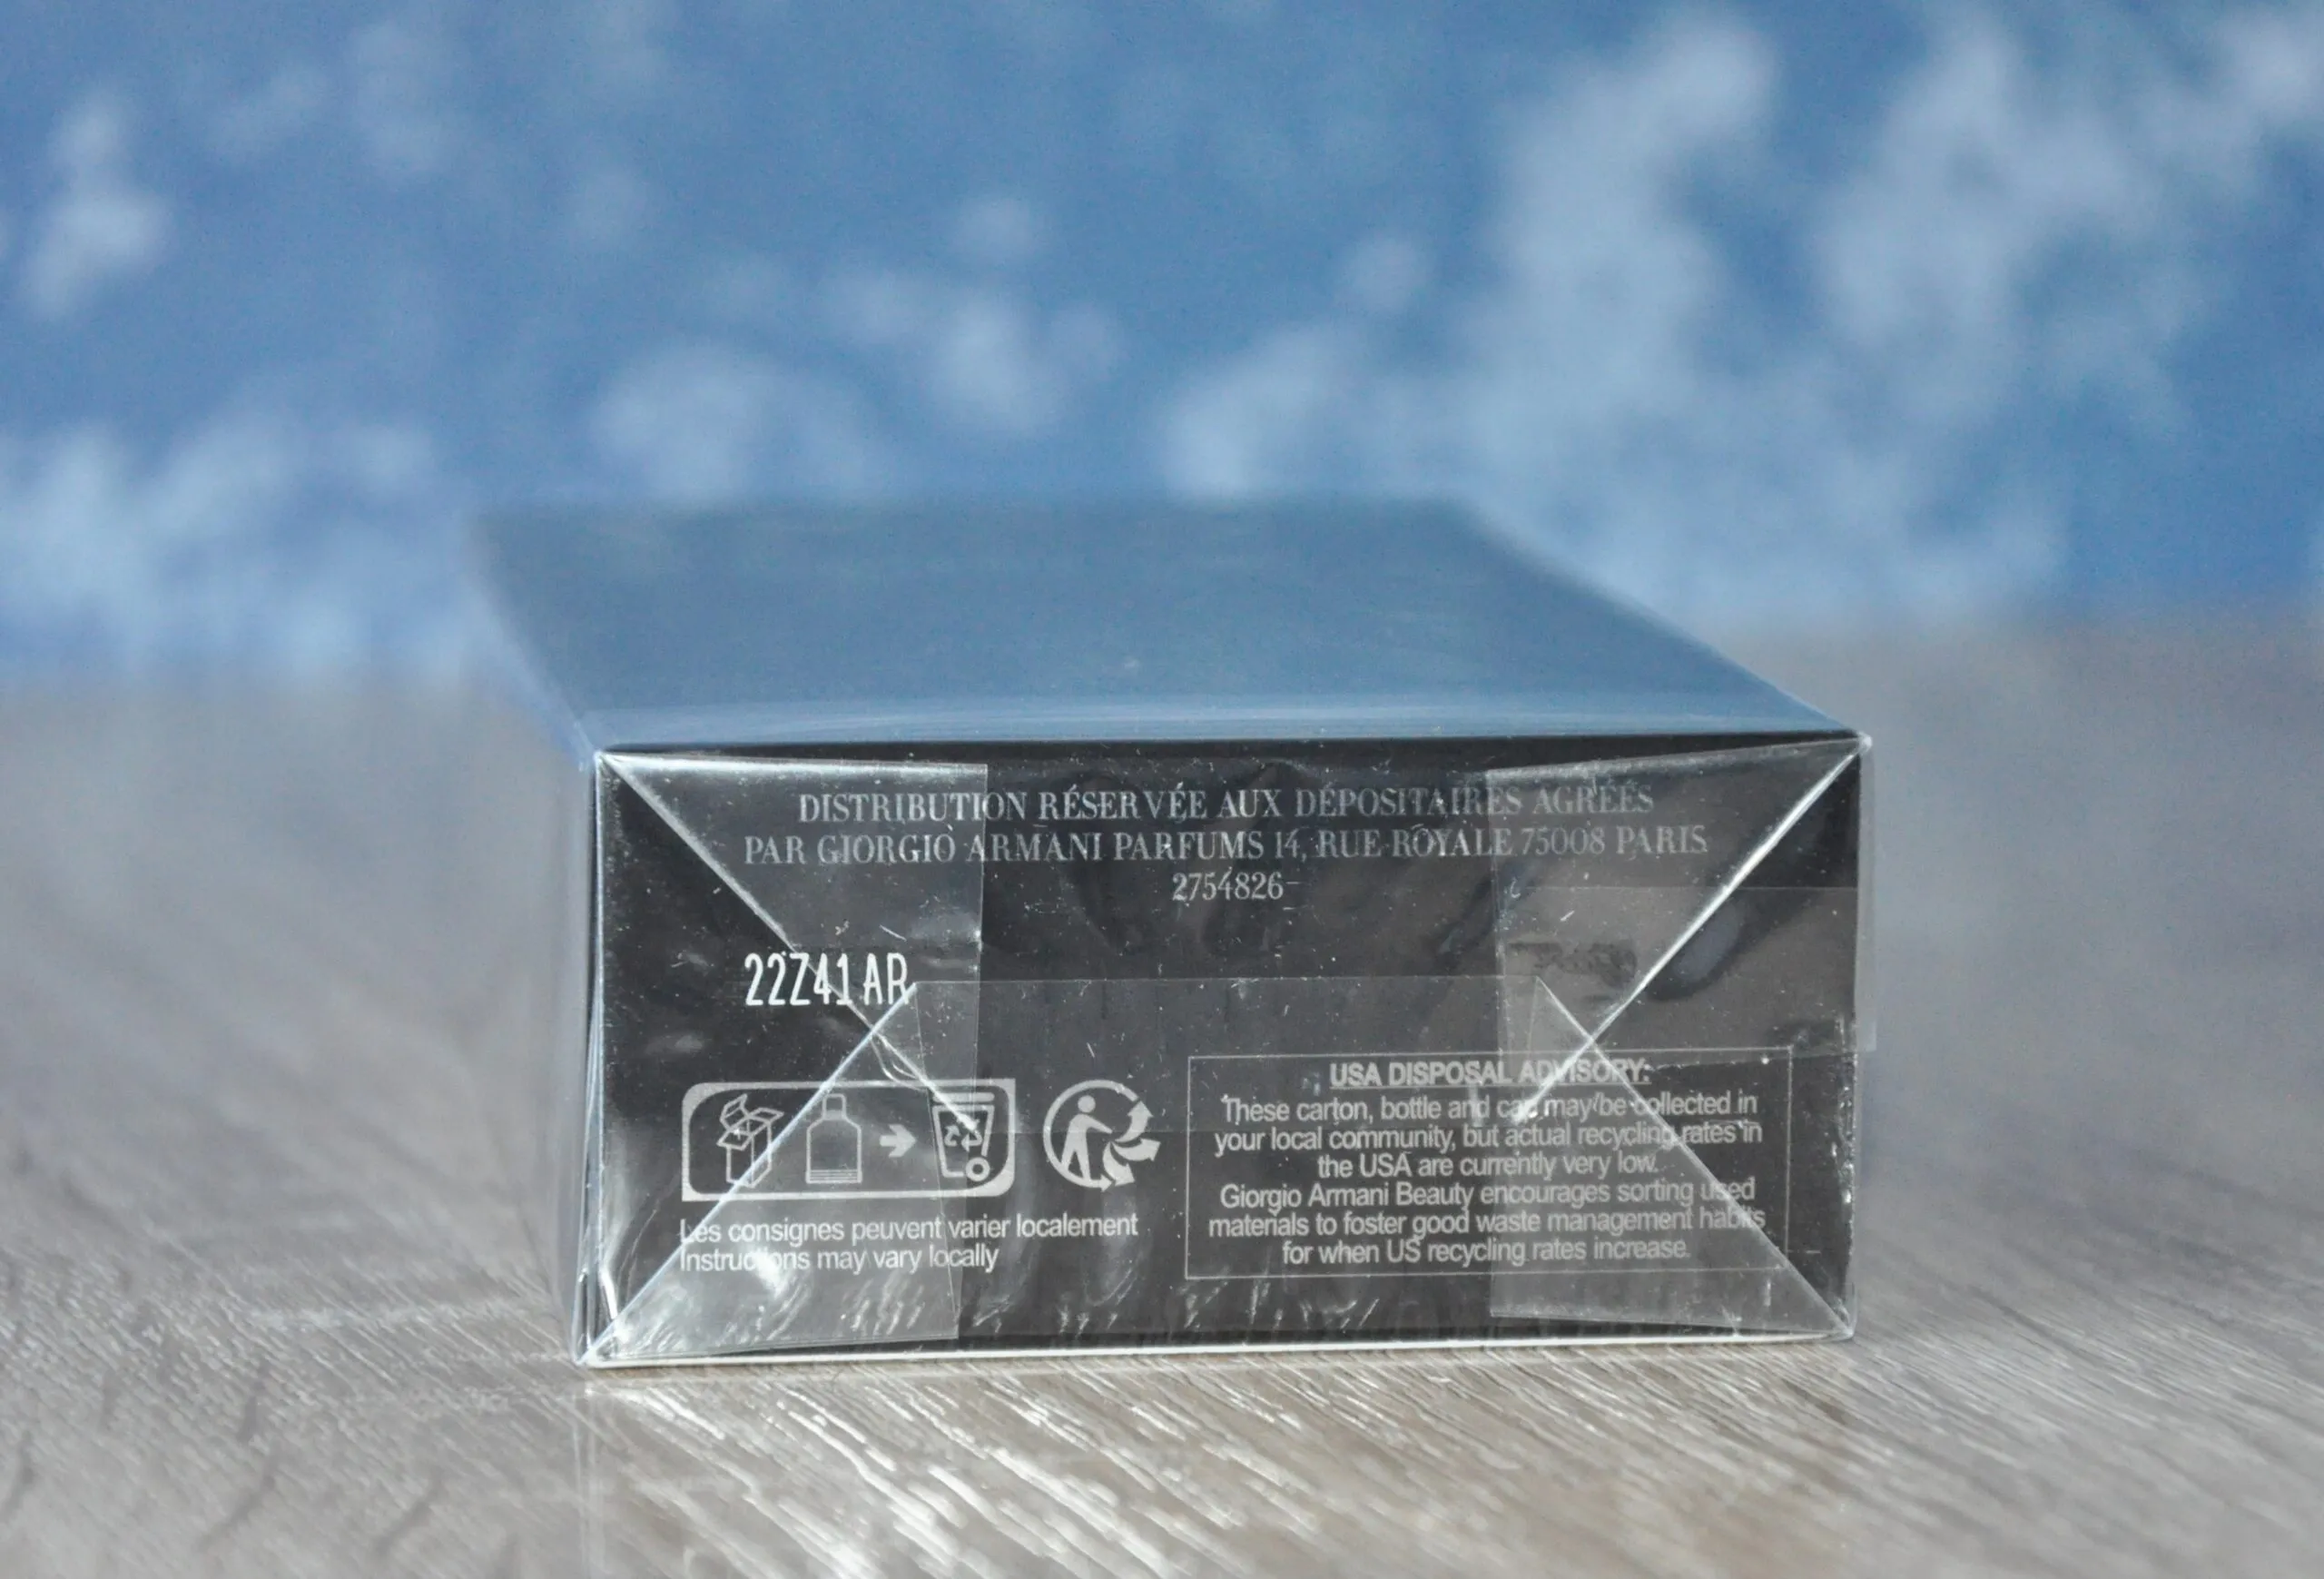 DISTRIBUTION RÉSERVÉE AUX DÉPOSITAIRES AGRÉÉS
PAR GIORGIO ARMANI PARFUMS 14, RUE ROYALE 75008 PARIS
2754826
22Z41 AR
Les consignes peuvent varier localement
Instructions may vary locally
USA DISPOSAL ADVISORY:
These carton, bottle and cap may be collected in
your local community, but actual recycling rates in
the USA are currently very low.
Giorgio Armani Beauty encourages sorting used
materials to foster good waste management habits
for when US recycling rates increase.